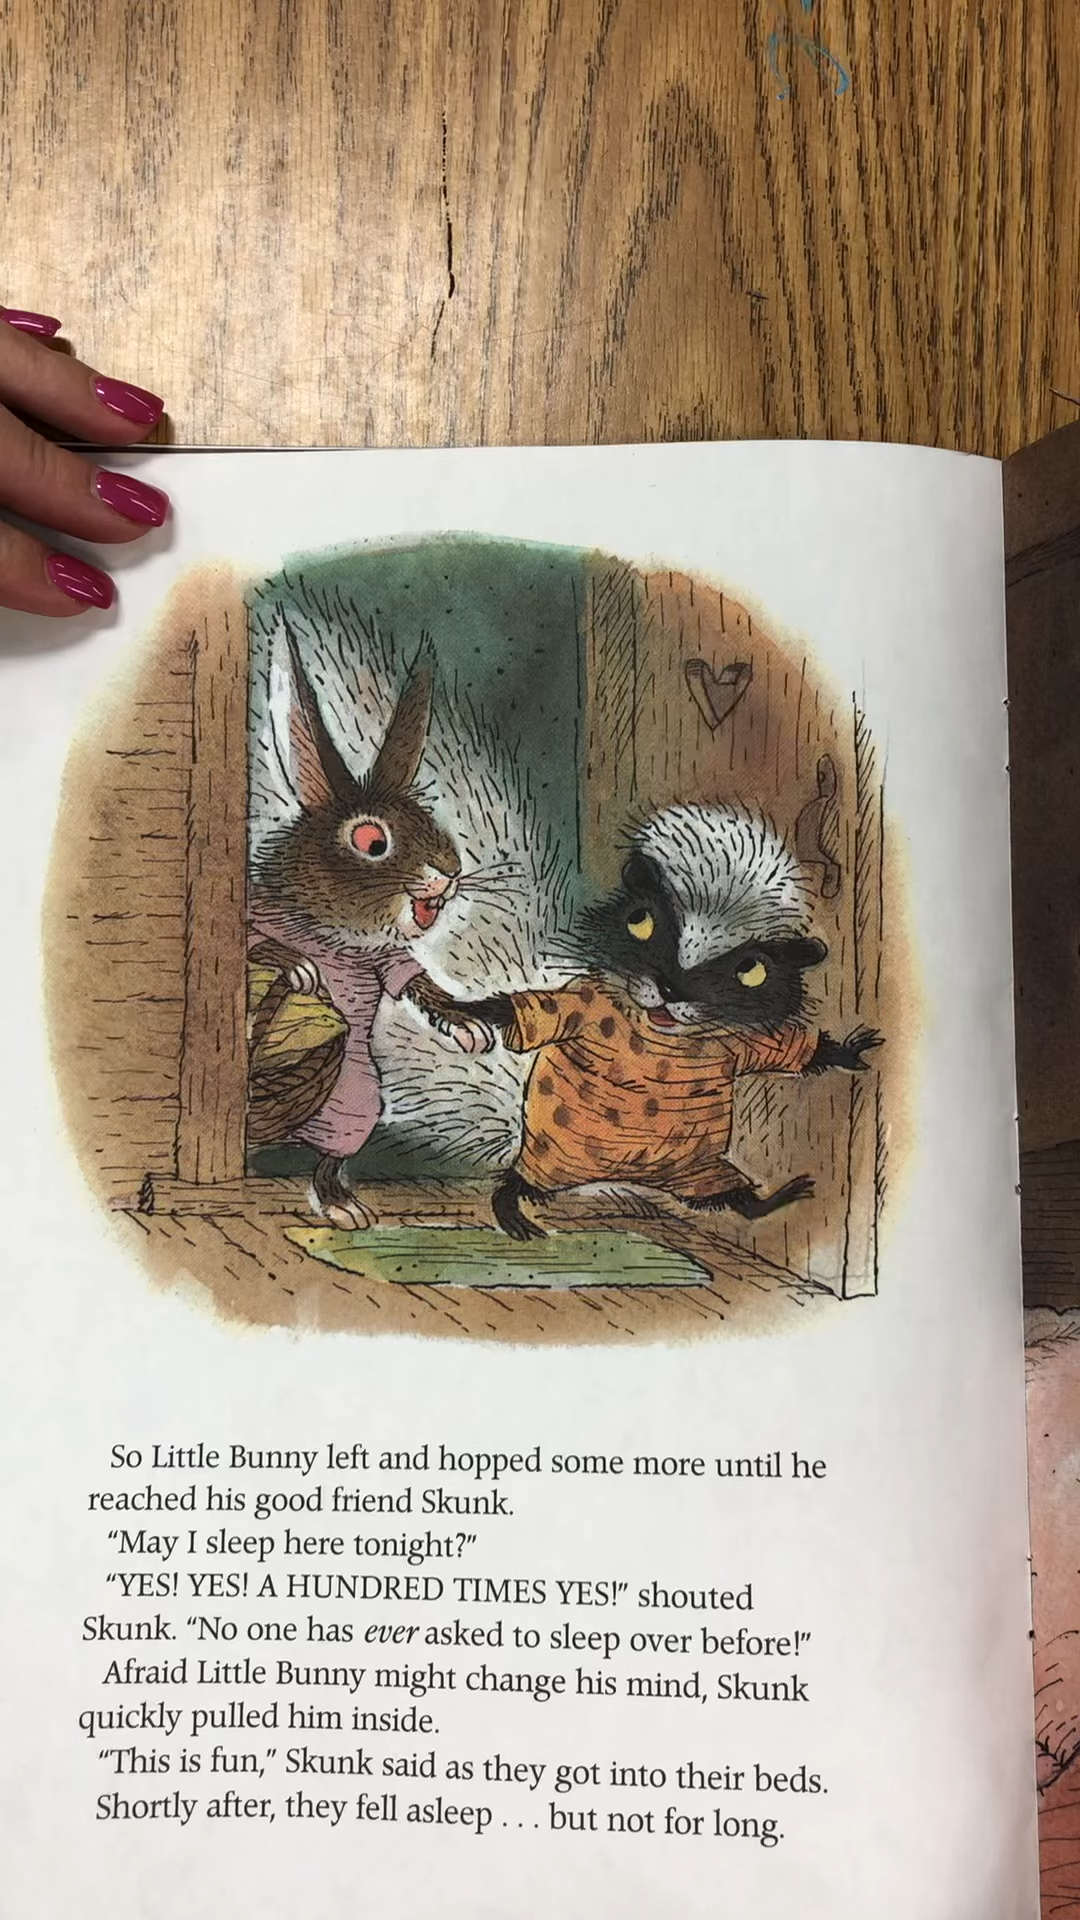 So Little Bunny left and hopped some more until he
reached his good friend Skunk.
“May I sleep here tonight?”
“YES! YES! A HUNDRED TIMES YES!” shouted
Skunk. “No one has ever asked to sleep over before!”
Afraid Little Bunny might change his mind, Skunk
quickly pulled him inside.
“This is fun,” Skunk said as they got into their beds.
Shortly after, they fell asleep . . . but not for long.